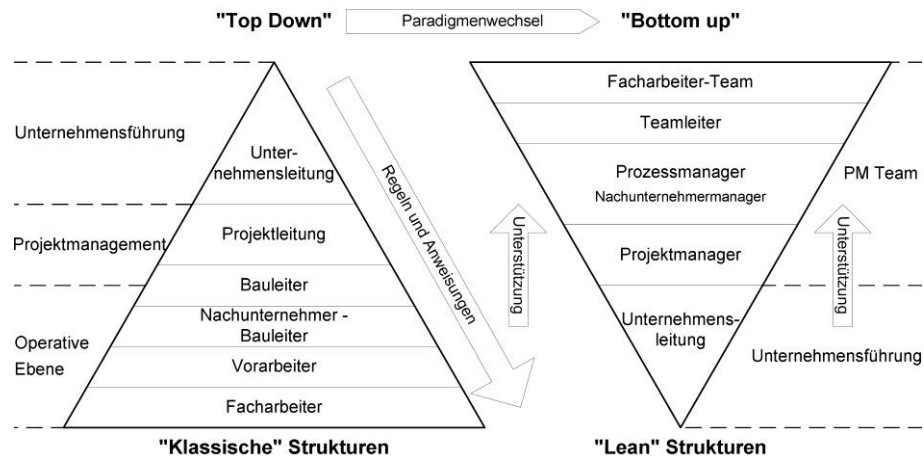 "Top Down"
Paradigmenwechsel
"Bottom up"
Unternehmensführung
Projektmanagement
Operative
Ebene
Unter-
nehmensleitung
Projektleitung
Bauleiter
Nachunternehmer -
Bauleiter
Vorarbeiter
Facharbeiter
Regeln und Anweisungen
"Klassische" Strukturen
Unterstützung
Facharbeiter-Team
Teamleiter
Prozessmanager
Nachunternehmermanager
Projektmanager
Unternehmens-
leitung
PM Team
Unterstützung
Unternehmensführung
"Lean" Strukturen